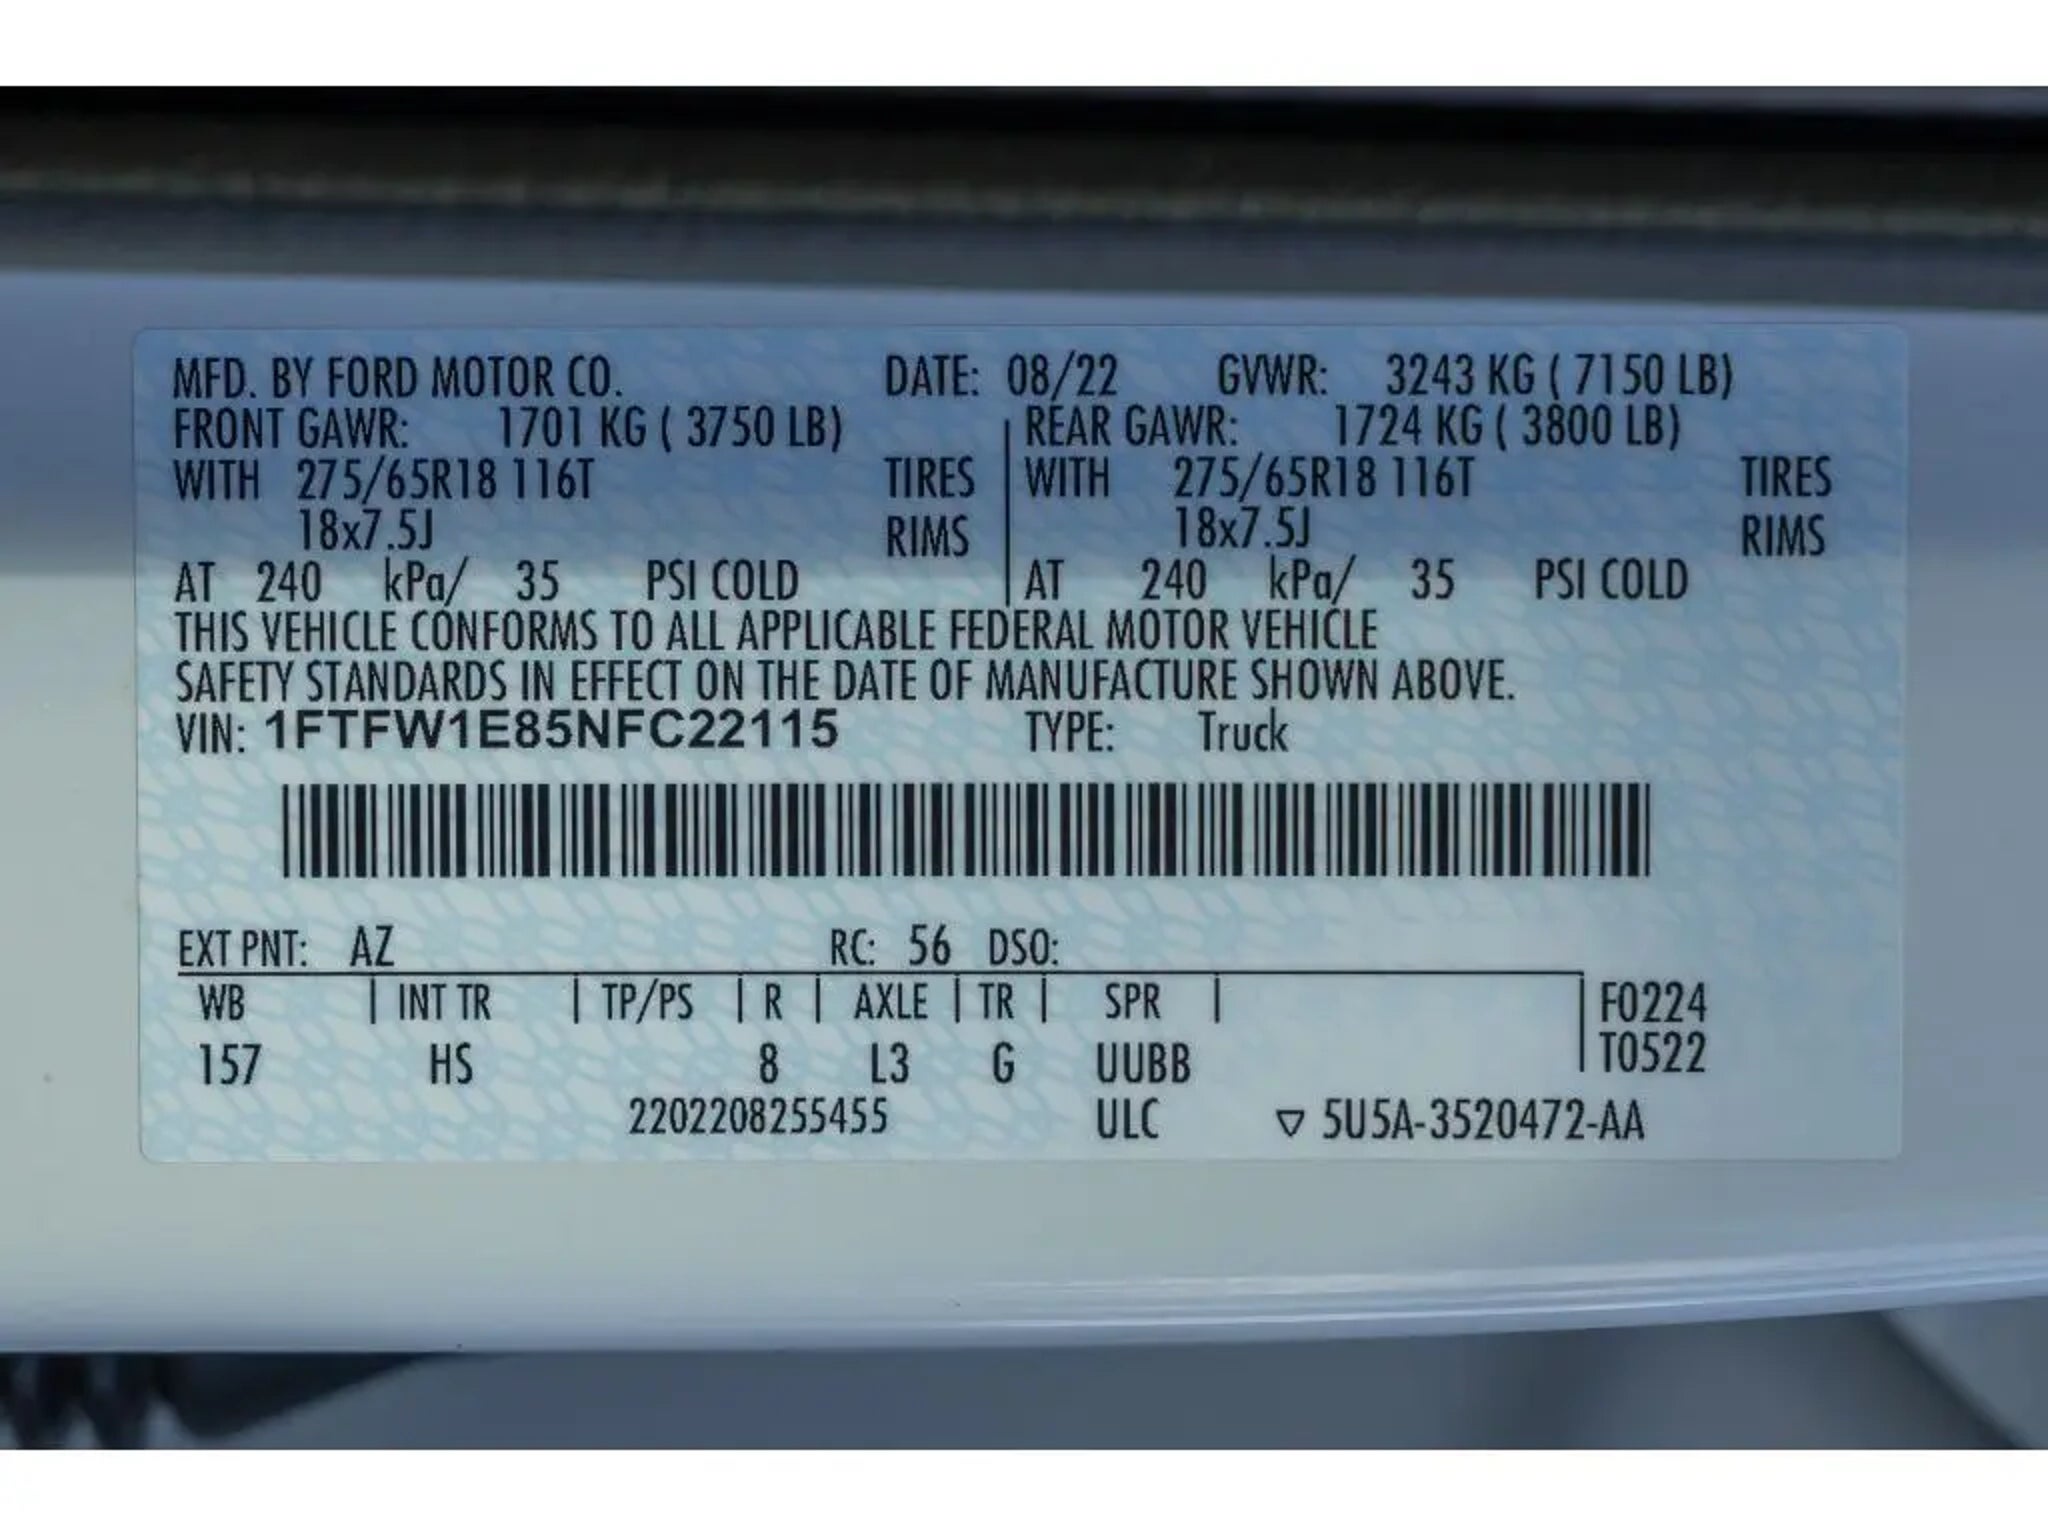 MFD. BY FORD MOTOR CO. DATE: 08/22 GVWR: 3243 KG ( 7150 LB)
FRONT GAWR: 1701 KG ( 3750 LB) REAR GAWR: 1724 KG ( 3800 LB)
WITH 275/65R18 116T TIRES WITH 275/65R18 116T TIRES
18x7.5J RIMS 18x7.5J RIMS
AT 240 kPa/ 35 PSI COLD AT 240 kPa/ 35 PSI COLD
THIS VEHICLE CONFORMS TO ALL APPLICABLE FEDERAL MOTOR VEHICLE
SAFETY STANDARDS IN EFFECT ON THE DATE OF MANUFACTURE SHOWN ABOVE.
VIN: 1FTFW1E85NFC22115 TYPE: Truck
EXT PNT: AZ RC: 56 DSO:
WB | INT TR | TP/PS | R | AXLE | TR | SPR | F0224
157 HS 8 L3 G UUBB T0522
2202208255455 ULC ▽ 5U5A-3520472-AA